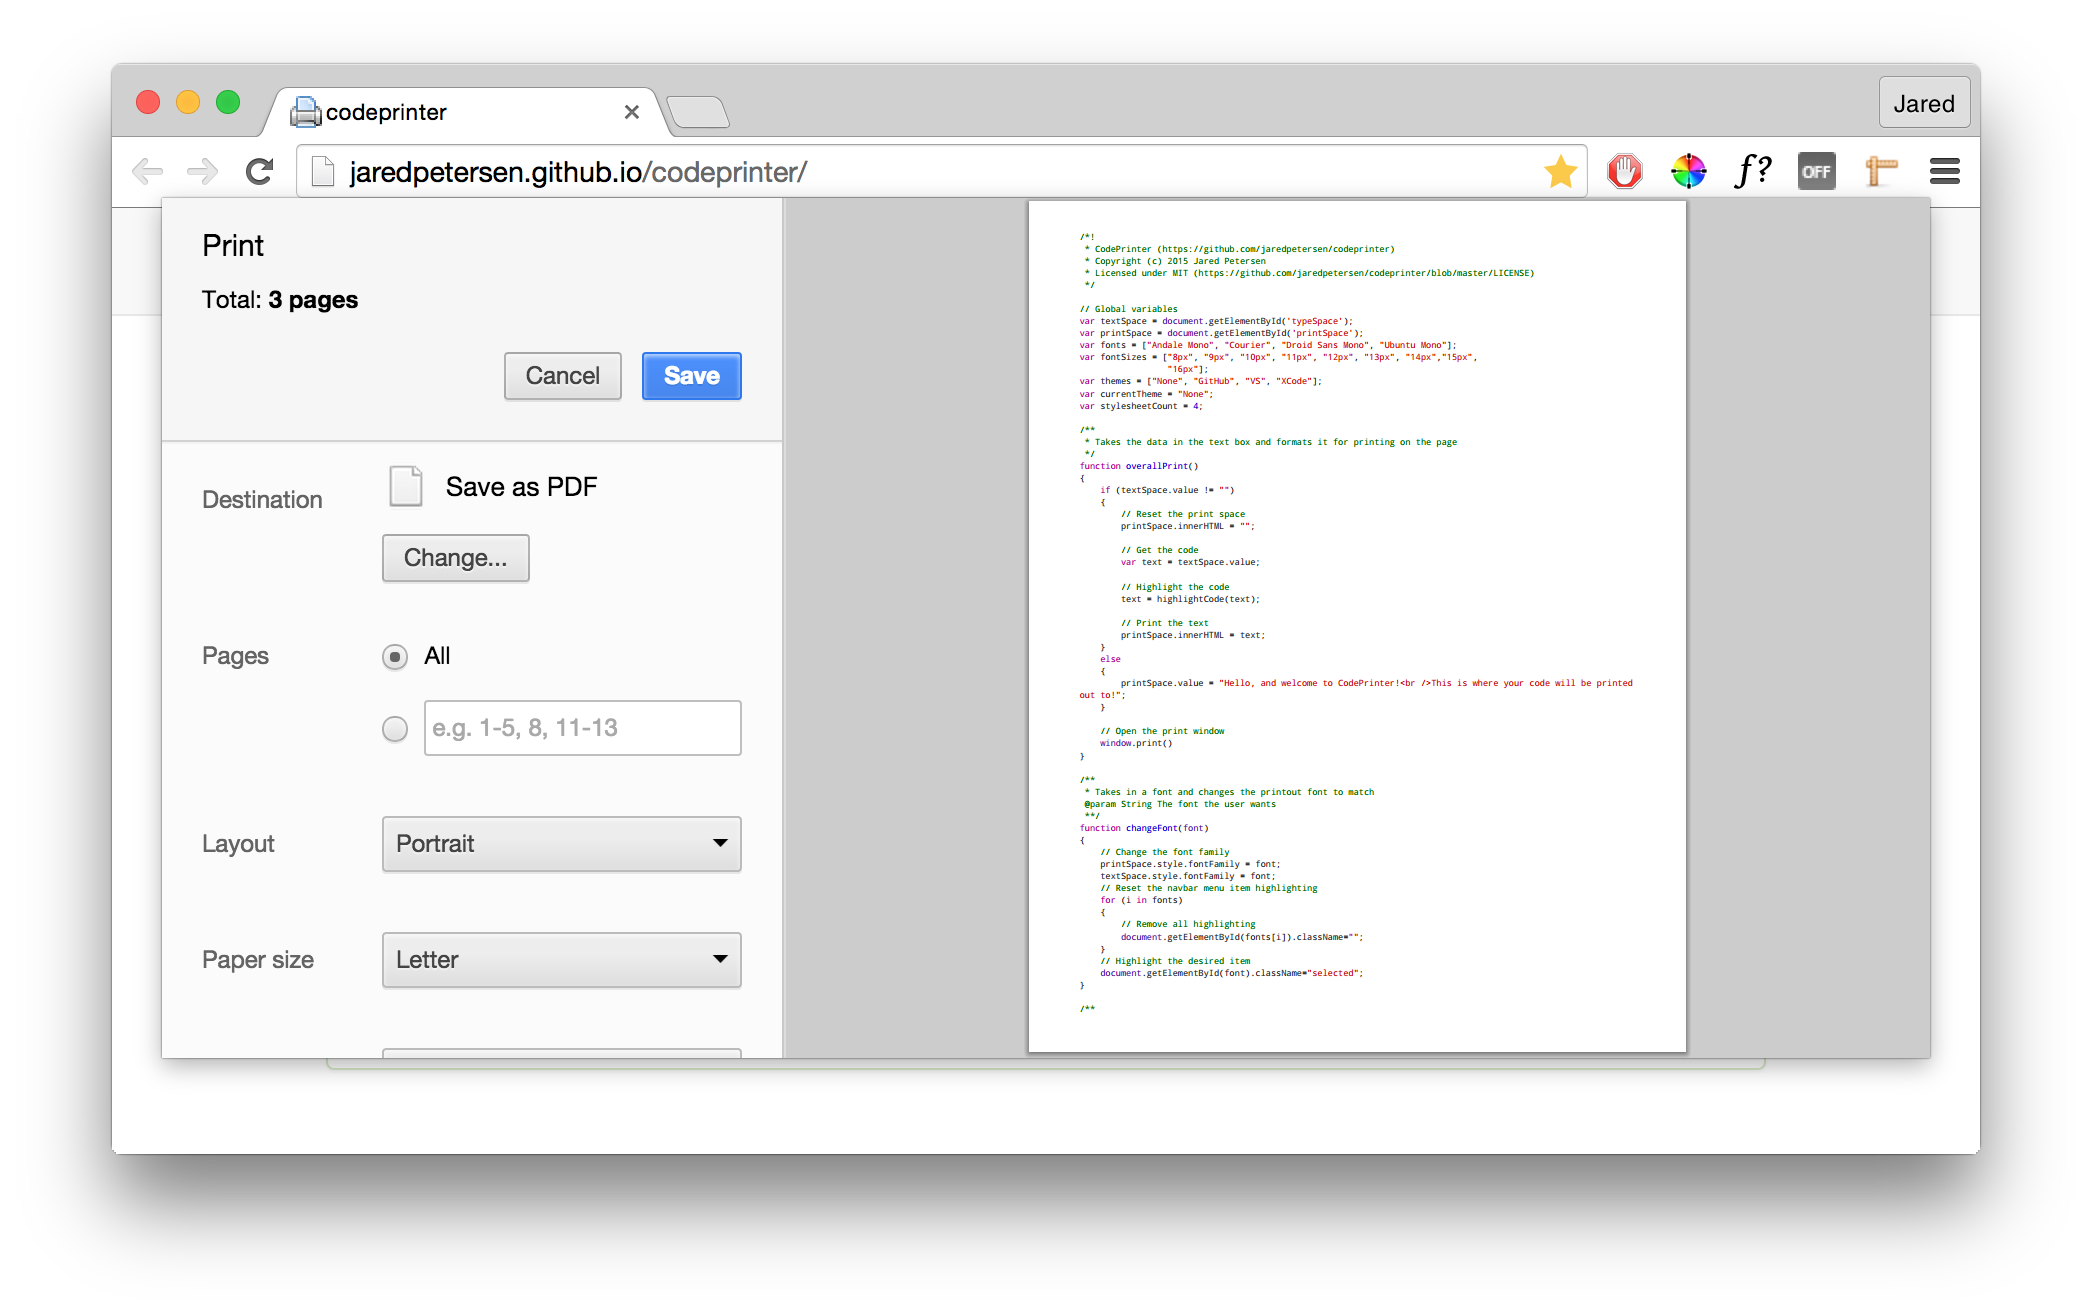 codeprinter
Jared
jaredpetersen.github.io/codeprinter/
f?
OFF
Print
Total: 3 pages
Cancel
Save
Destination
Save as PDF
Change...
Pages
All
e.g. 1-5, 8, 11-13
Layout
Portrait
Paper size
Letter
/*!
 * CodePrinter (https://github.com/jaredpetersen/codeprinter)
 * Copyright (c) 2015 Jared Petersen
 * Licensed under MIT (https://github.com/jaredpetersen/codeprinter/blob/master/LICENSE)
 */
// Global variables
var textSpace = document.getElementById('typeSpace');
var printSpace = document.getElementById('printSpace');
var fonts = ["Andale Mono", "Courier", "Droid Sans Mono", "Ubuntu Mono"];
var fontSizes = ["8px", "9px", "10px", "11px", "12px", "13px", "14px","15px",
                 "16px"];
var themes = ["None", "GitHub", "VS", "XCode"];
var currentTheme = "None";
var stylesheetCount = 4;
/**
 * Takes the data in the text box and formats it for printing on the page
 */
function overallPrint()
{
    if (textSpace.value != "")
    {
        // Reset the print space
        printSpace.innerHTML = "";
        // Get the code
        var text = textSpace.value;
        // Highlight the code
        text = highlightCode(text);
        // Print the text
        printSpace.innerHTML = text;
    }
    else
    {
        printSpace.value = "Hello, and welcome to CodePrinter!<br />This is where your code will be printed
out to!";
    }
    // Open the print window
    window.print()
}
/**
 * Takes in a font and changes the printout font to match
 @param String The font the user wants
 **/
function changeFont(font)
{
    // Change the font family
    printSpace.style.fontFamily = font;
    textSpace.style.fontFamily = font;
    // Reset the navbar menu item highlighting
    for (i in fonts)
    {
        // Remove all highlighting
        document.getElementById(fonts[i]).className="";
    }
    // Highlight the desired item
    document.getElementById(font).className="selected";
}
/**